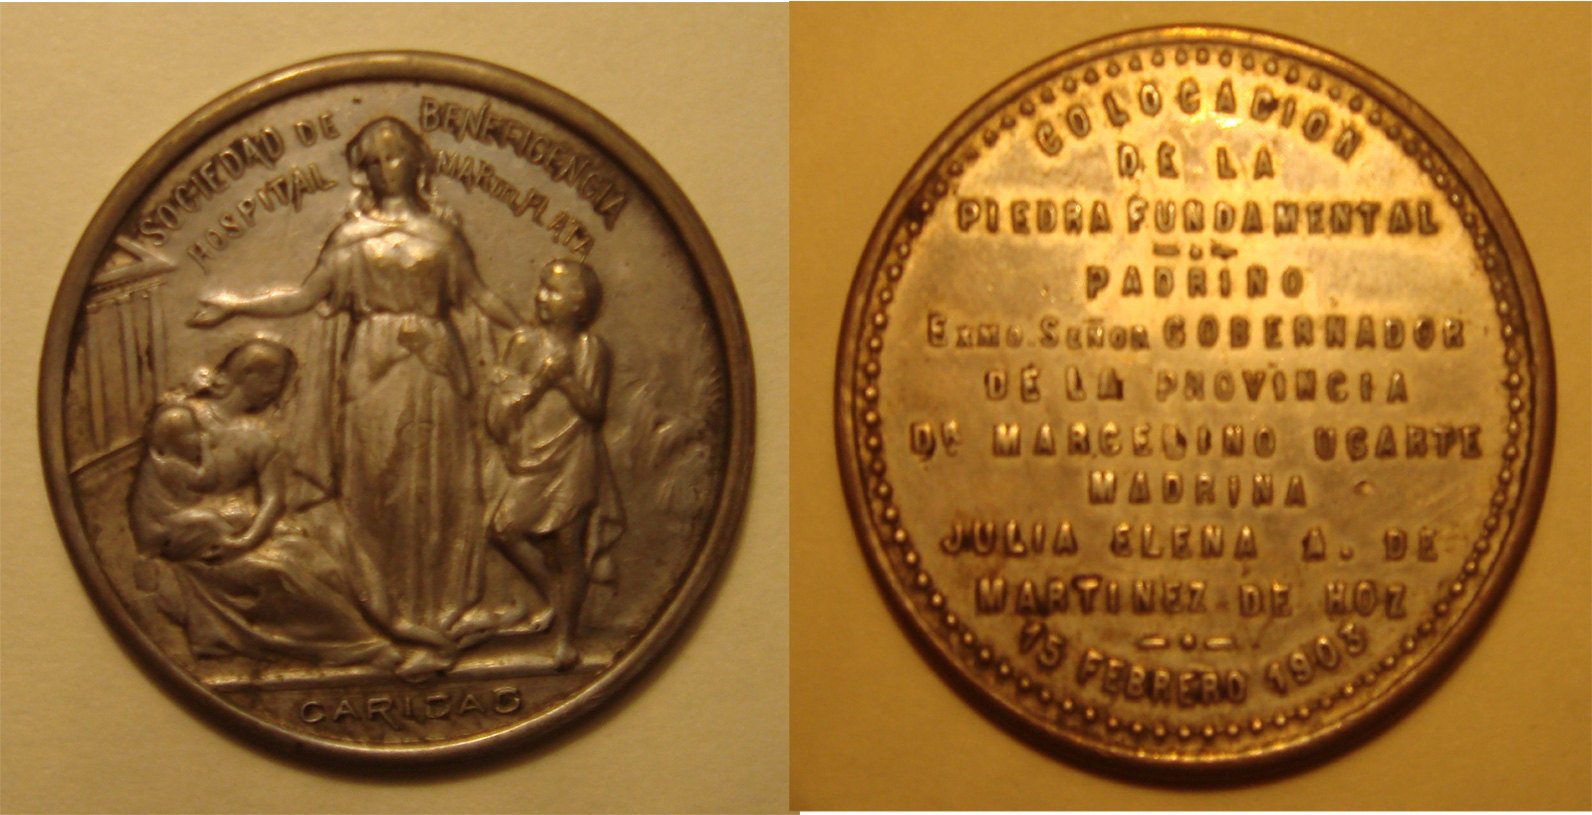 SOCIEDAD DE BENEFICENCIA
HOSPITAL MAR DEL PLATA
CARIDAD
COLOCACION
DE LA
PIEDRA FUNDAMENTAL
PADRINO
EXMO. SEÑOR GOBERNADOR
DE LA PROVINCIA
Dr MARCELINO UGARTE
MADRINA
JULIA ELENA A. DE
MARTINEZ DE HOZ
15 FEBRERO 1903